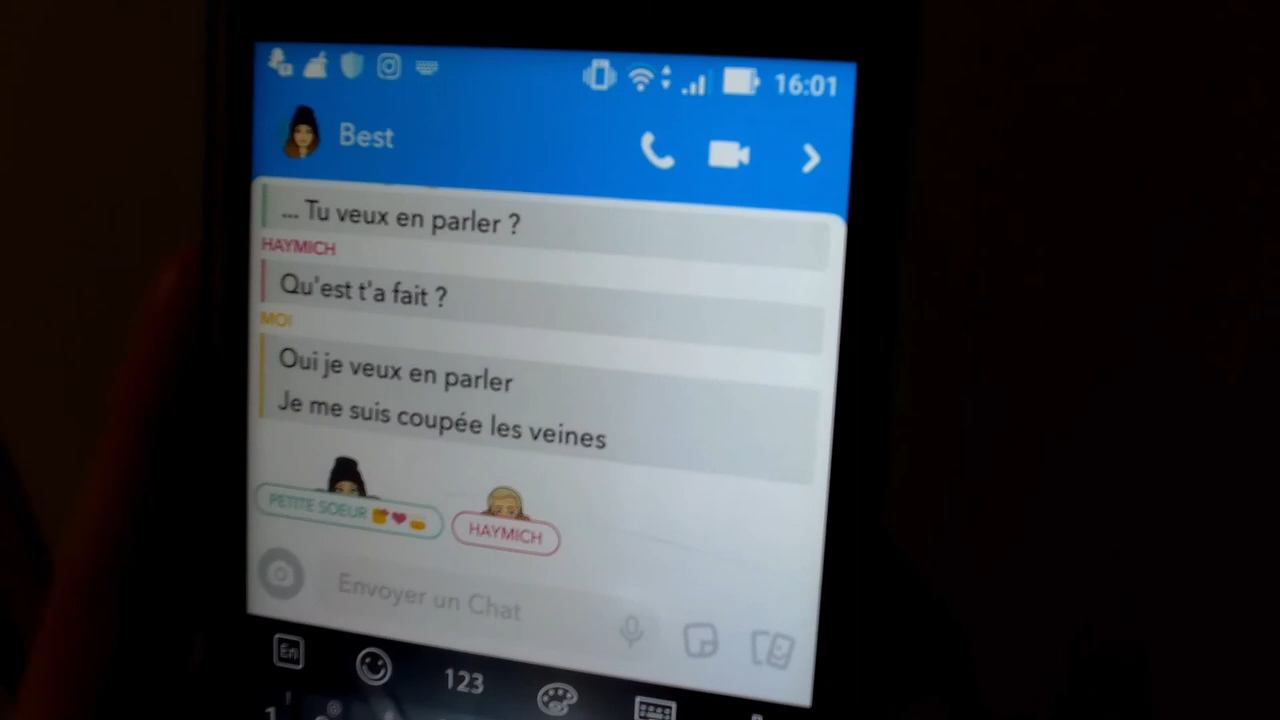 16:01
Best
... Tu veux en parler ?
HAYMICH
Qu'est t'a fait ?
MOI
Oui je veux en parler
Je me suis coupée les veines
PETITE SOEUR
HAYMICH
Envoyer un Chat
En
123
1